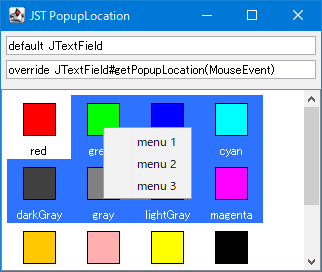 JST PopupLocation
default JTextField
override JTextField#getPopupLocation(MouseEvent)
red gre cyan
menu 1
menu 2
menu 3
darkGray gray lightGray magenta